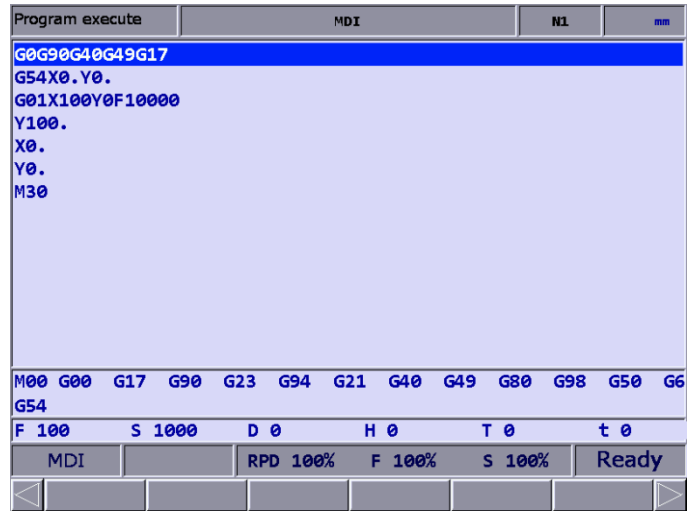 Program execute MDI N1 mm
G0G90G40G49G17
G54X0.Y0.
G01X100Y0F10000
Y100.
X0.
Y0.
M30
M00 G00 G17 G90 G23 G94 G21 G40 G49 G80 G98 G50 G6
G54
F 100 S 1000 D 0 H 0 T 0 t 0
MDI RPD 100% F 100% S 100% Ready